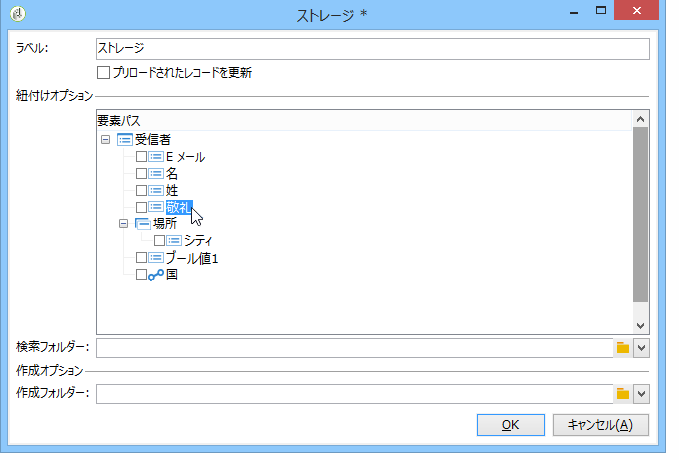 ストレージ *
ラベル: ストレージ
プリロードされたレコードを更新
紐付けオプション
要素パス
受信者
E メール
名
姓
敬礼
場所
シティ
ブール値1
国
検索フォルダー:
作成オプション
作成フォルダー:
OK キャンセル(A)